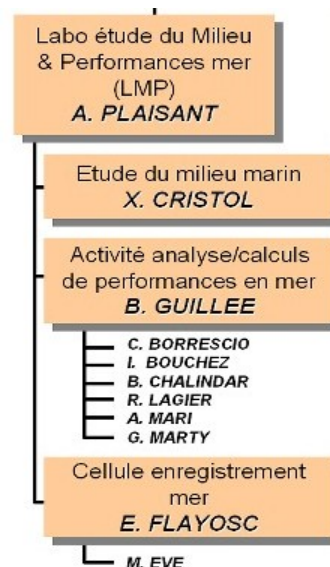 Labo étude du Milieu
& Performances mer
(LMP)
A. PLAISANT
Etude du milieu marin
X. CRISTOL
Activité analyse/calculs
de performances en mer
B. GUILLEE
C. BORRESCIO
I. BOUCHEZ
B. CHALINDAR
R. LAGIER
A. MARI
G. MARTY
Cellule enregistrement
mer
E. FLAYOSC
M. EVE